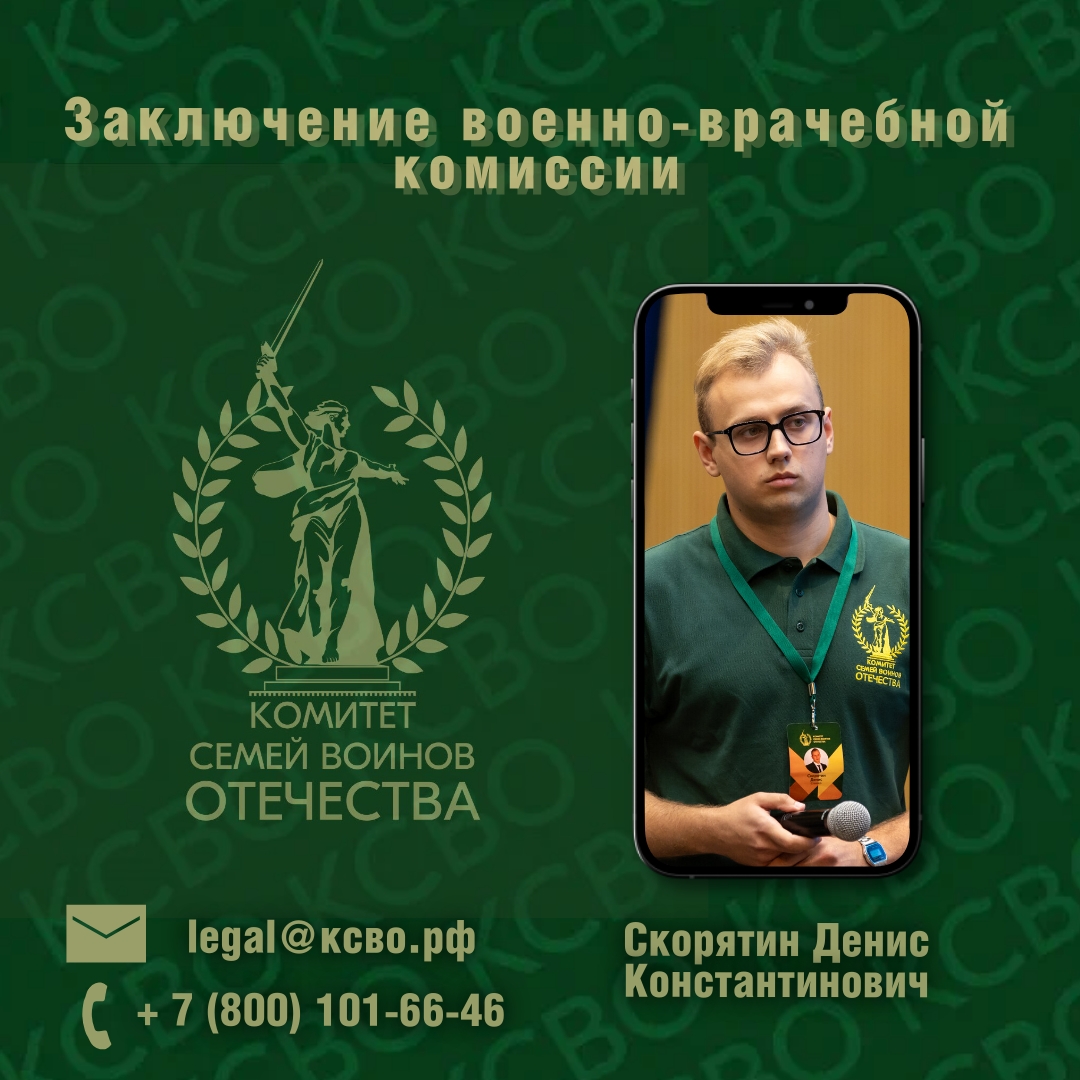 Заключение военно-врачебной
комиссии
КОМИТЕТ
СЕМЕЙ ВОИНОВ
ОТЕЧЕСТВА
КОМИТЕТ
СЕМЕЙ ВОИНОВ
ОТЕЧЕСТВА
legal@ксво.рф
+ 7 (800) 101-66-46
Скорятин Денис
Константинович
КСВО